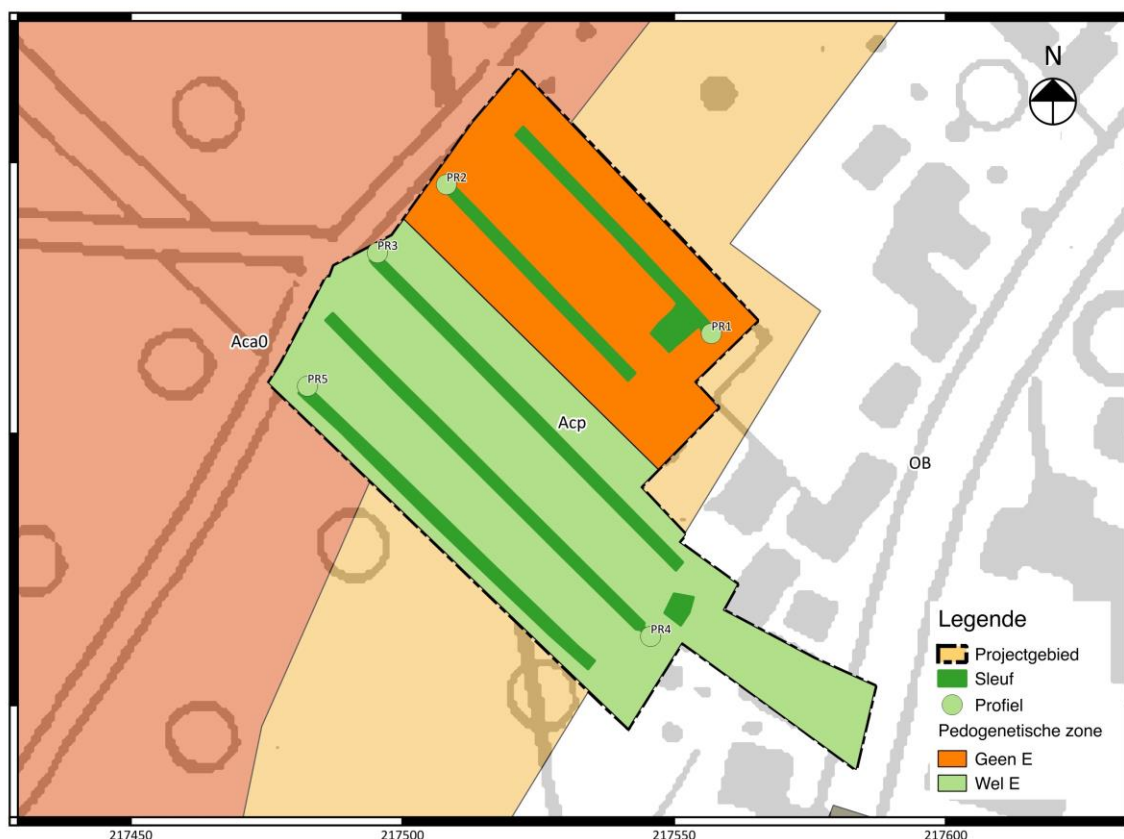 N
PR2
PR3
PR1
Aca0
PR5
Acp
OB
PR4
Legende
Projectgebied
Sleuf
Profiel
Pedogenetische zone
Geen E
Wel E
217450
217500
217550
217600